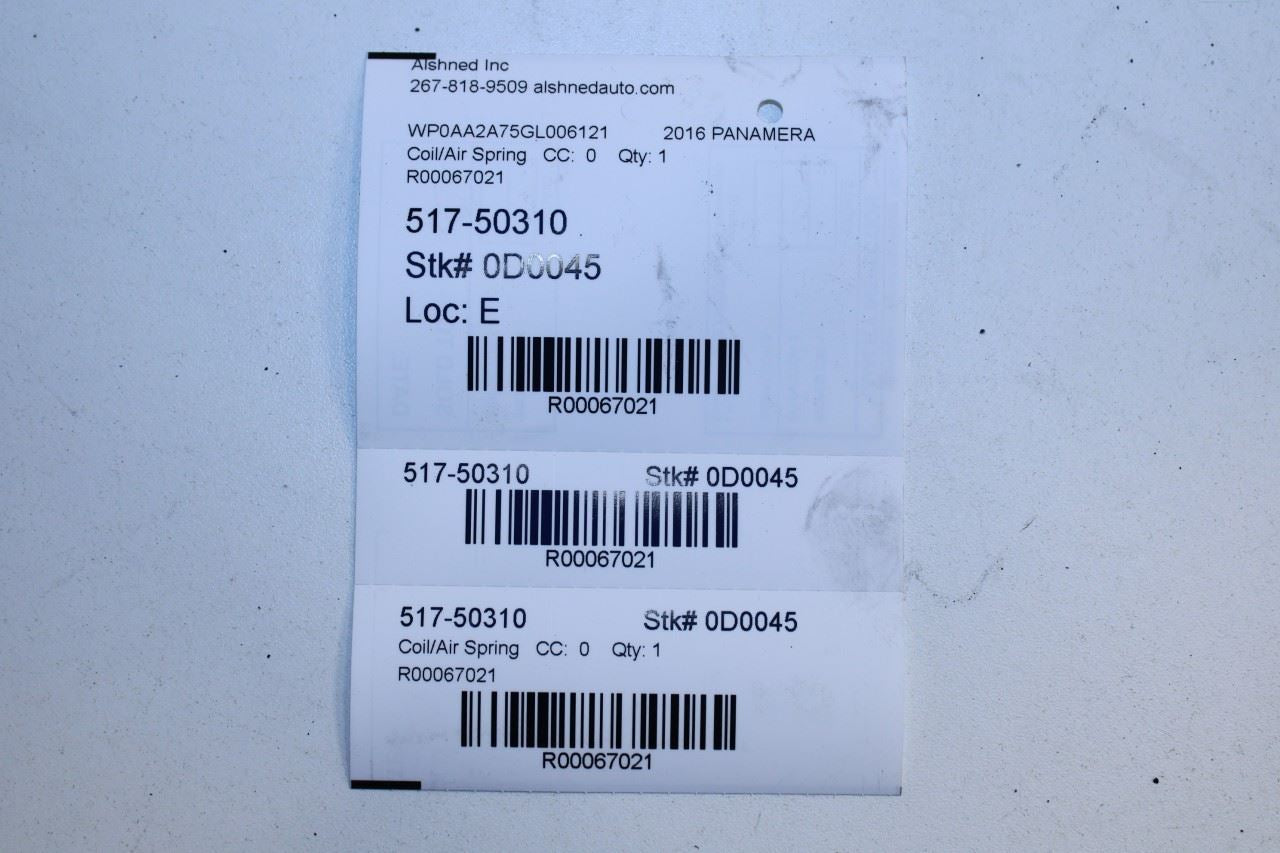 Alshned Inc
267-818-9509 alshnedauto.com
WP0AA2A75GL006121 2016 PANAMERA
Coil/Air Spring CC: 0 Qty: 1
R00067021
517-50310
Stk# 0D0045
Loc: E
R00067021
517-50310 Stk# 0D0045
R00067021
517-50310 Stk# 0D0045
Coil/Air Spring CC: 0 Qty: 1
R00067021
R00067021